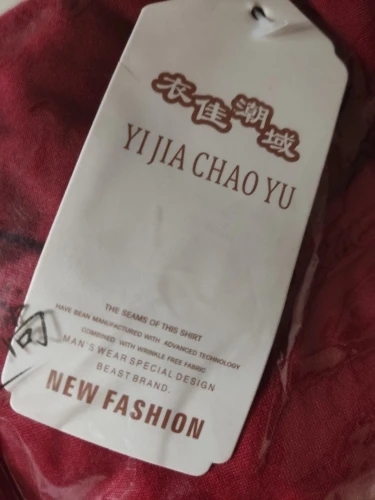 衣佳潮域
YI JIA CHAO YU
THE SEAMS OF THIS SHIRT
HAVE BEAN MANUFACTURED WITH ADVANCED TECHNOLOGY
COMBINED WITH WRINKLE FREE FABRIC
MAN'S WEAR SPECIAL DESIGN
BEAST BRAND.
NEW FASHION